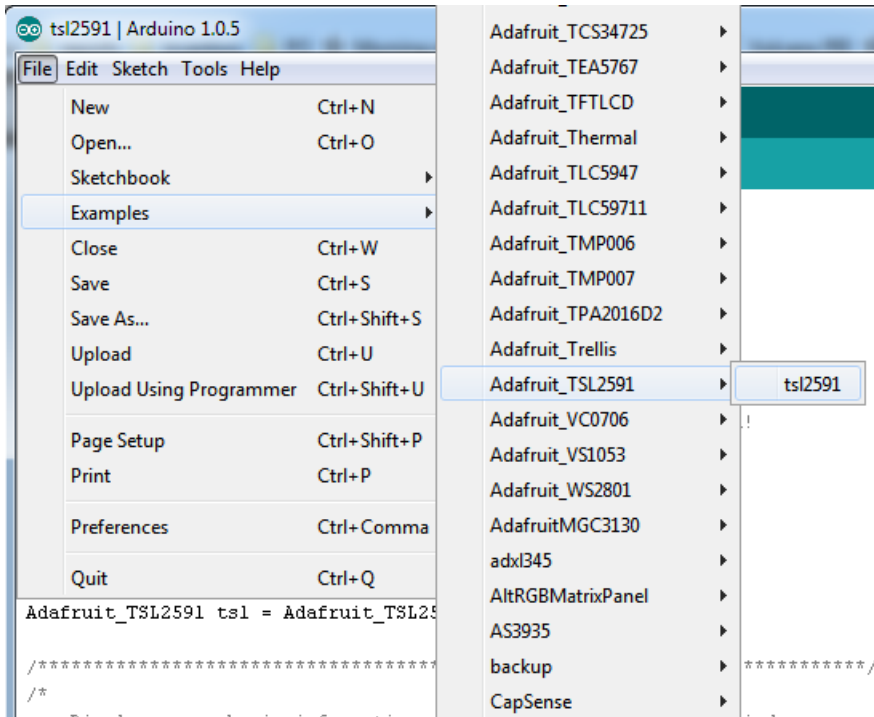 tsl2591 | Arduino 1.0.5
File Edit Sketch Tools Help
New Ctrl+N
Open... Ctrl+O
Sketchbook
Examples
Close Ctrl+W
Save Ctrl+S
Save As... Ctrl+Shift+S
Upload Ctrl+U
Upload Using Programmer Ctrl+Shift+U
Page Setup Ctrl+Shift+P
Print Ctrl+P
Preferences Ctrl+Comma
Quit Ctrl+Q
Adafruit_TCS34725
Adafruit_TEA5767
Adafruit_TFTLCD
Adafruit_Thermal
Adafruit_TLC5947
Adafruit_TLC59711
Adafruit_TMP006
Adafruit_TMP007
Adafruit_TPA2016D2
Adafruit_Trellis
Adafruit_TSL2591
Adafruit_VC0706
Adafruit_VS1053
Adafruit_WS2801
AdafruitMGC3130
adxl345
AltRGBMatrixPanel
AS3935
backup
CapSense
tsl2591
Adafruit_TSL2591 tsl = Adafruit_TSL25
/*************************************
***********/
/*